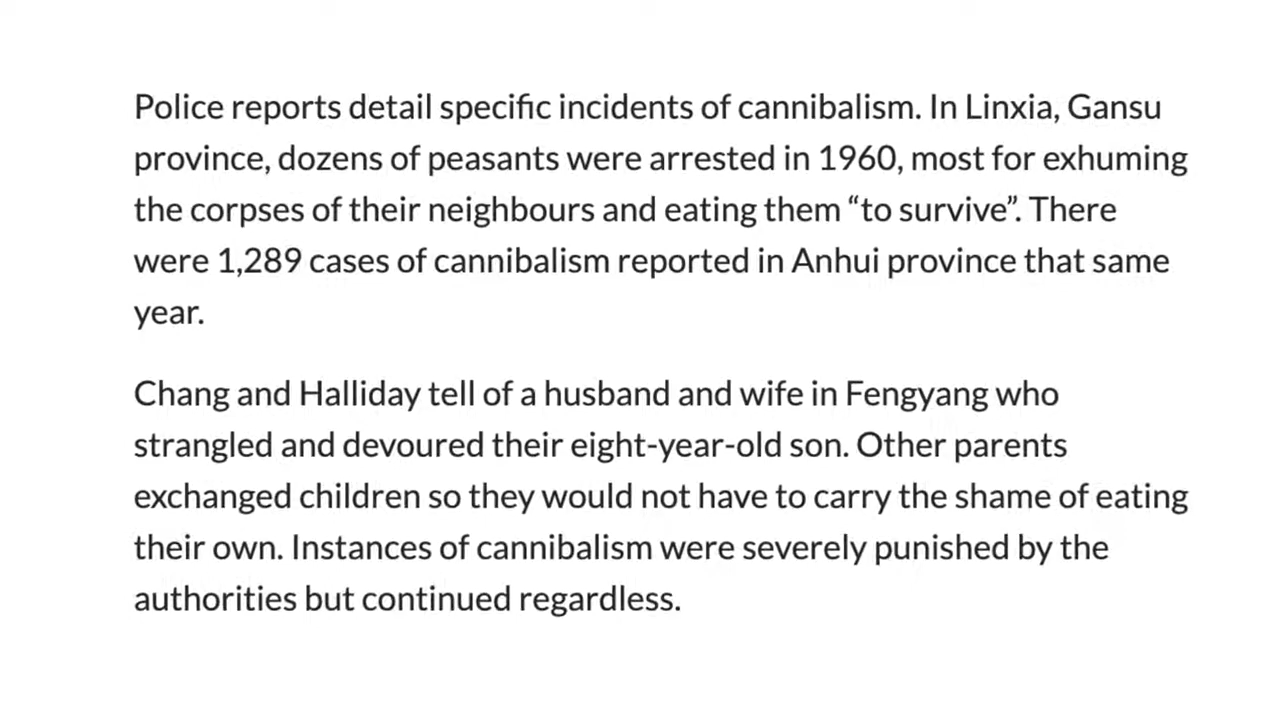 Police reports detail specific incidents of cannibalism. In Linxia, Gansu
province, dozens of peasants were arrested in 1960, most for exhuming
the corpses of their neighbours and eating them “to survive”. There
were 1,289 cases of cannibalism reported in Anhui province that same
year.
Chang and Halliday tell of a husband and wife in Fengyang who
strangled and devoured their eight-year-old son. Other parents
exchanged children so they would not have to carry the shame of eating
their own. Instances of cannibalism were severely punished by the
authorities but continued regardless.